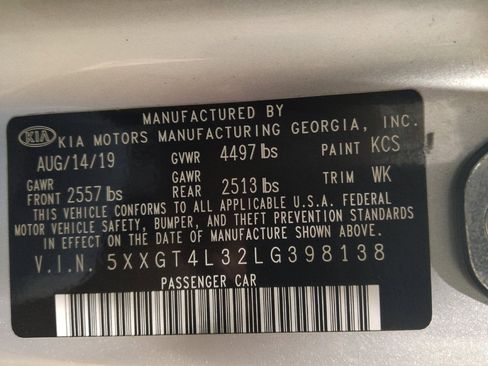 MANUFACTURED BY
KIA KIA MOTORS MANUFACTURING GEORGIA, INC.
AUG/14/19 GVWR 4497 lbs PAINT KCS
GAWR FRONT 2557 lbs GAWR REAR 2513 lbs TRIM WK
THIS VEHICLE CONFORMS TO ALL APPLICABLE U.S.A. FEDERAL
MOTOR VEHICLE SAFETY, BUMPER, AND THEFT PREVENTION STANDARDS
IN EFFECT ON THE DATE OF MANUFACTURE SHOWN ABOVE.
V.I.N. 5XXGT4L32LG398138
PASSENGER CAR